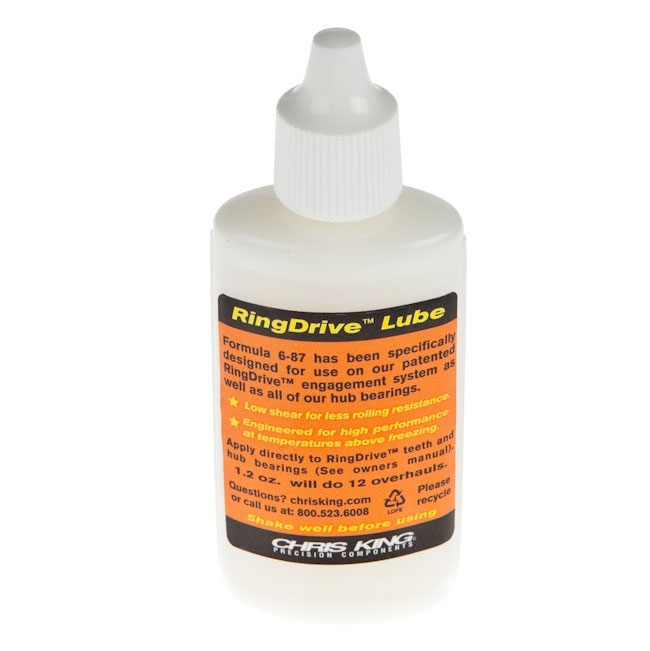 RingDrive™ Lube
Formula 6-87 has been specifically
designed for use on our patented
RingDrive™ engagement system as
well as all of our hub bearings.
★ Low shear for less rolling resistance.
★ Engineered for high performance
at temperatures above freezing.
Apply directly to RingDrive™ teeth and
hub bearings (See owners manual).
1.2 oz. will do 12 overhauls.
Questions? chrisking.com
or call us at: 800.523.6008
4
LDPE
Please
recycle
Shake well before using
CHRIS KING®
PRECISION COMPONENTS